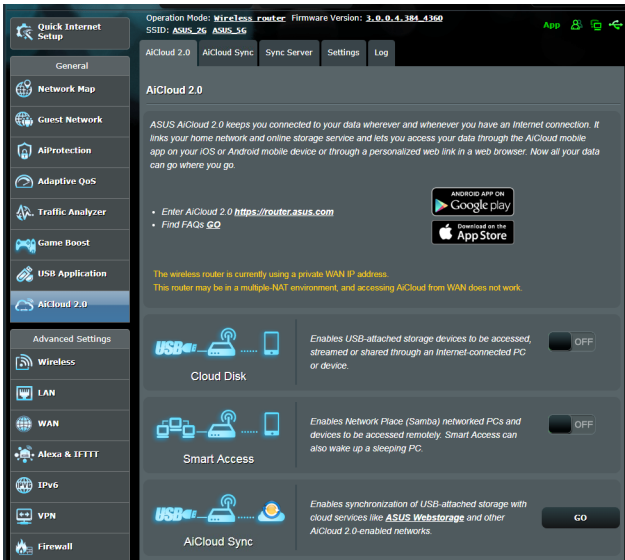 Quick Internet
Setup
Operation Mode: Wireless router Firmware Version: 3.0.0.4.384_4360
SSID: ASUS_2G ASUS_5G
App
General
Network Map
Guest Network
AiProtection
Adaptive QoS
Traffic Analyzer
Game Boost
USB Application
AiCloud 2.0
Advanced Settings
Wireless
LAN
WAN
Alexa & IFTTT
IPv6
VPN
Firewall
AiCloud 2.0 AiCloud Sync Sync Server Settings Log
AiCloud 2.0
ASUS AiCloud 2.0 keeps you connected to your data wherever and whenever you have an Internet connection. It
links your home network and online storage service and lets you access your data through the AiCloud mobile
app on your iOS or Android mobile device or through a personalized web link in a web browser. Now all your data
can go where you go.
• Enter AiCloud 2.0 https://router.asus.com
• Find FAQs GO
ANDROID APP ON
Google play
Download on the
App Store
The wireless router is currently using a private WAN IP address.
This router may be in a multiple-NAT environment, and accessing AiCloud from WAN does not work.
USB
Cloud Disk
Enables USB-attached storage devices to be accessed,
streamed or shared through an Internet-connected PC
or device.
OFF
Smart Access
Enables Network Place (Samba) networked PCs and
devices to be accessed remotely. Smart Access can
also wake up a sleeping PC.
OFF
USB
AiCloud Sync
Enables synchronization of USB-attached storage with
cloud services like ASUS Webstorage and other
AiCloud 2.0-enabled networks.
GO